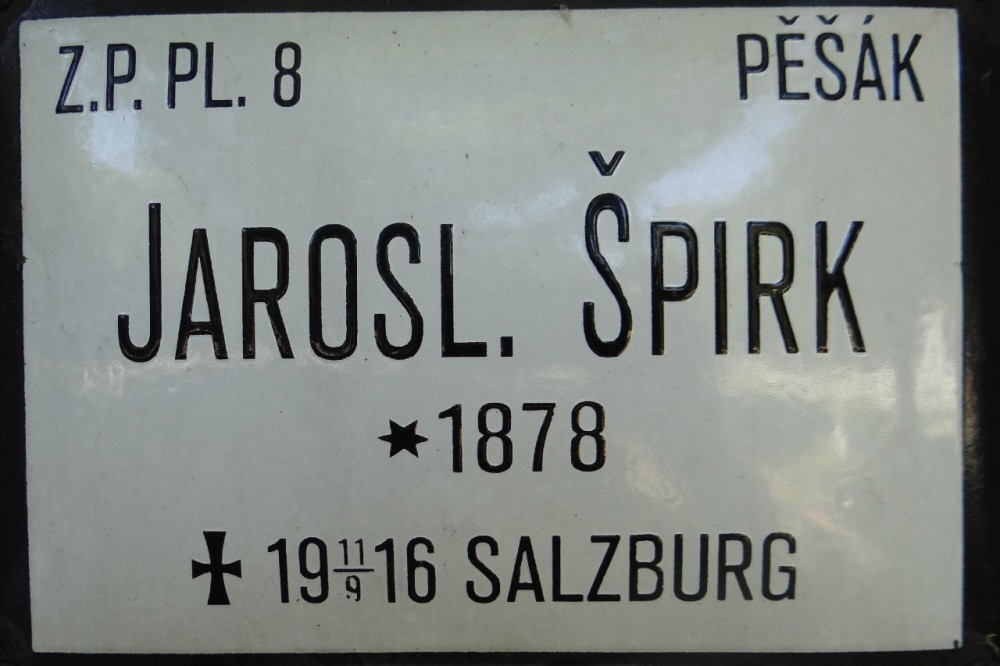 Z.P. PL. 8 PĚŠÁK
JAROSL. ŠPIRK
*1878
✠ 19 11/9 16 SALZBURG